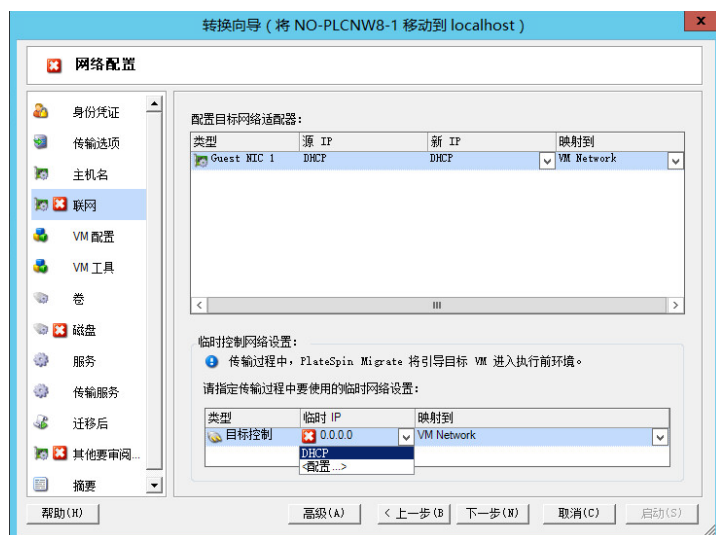 转换向导 ( 将 NO-PLCNW8-1 移动到 localhost )
x
网络配置
身份凭证
传输选项
主机名
联网
VM 配置
VM 工具
卷
磁盘
服务
传输服务
迁移后
其他要审阅...
摘要
配置目标网络适配器：
类型 源 IP 新 IP 映射到
Guest NIC 1 DHCP DHCP VM Network
临时控制网络设置：
传输过程中，PlateSpin Migrate 将引导目标 VM 进入执行前环境。
请指定传输过程中要使用的临时网络设置：
类型 临时 IP 映射到
目标控制 0.0.0.0 VM Network
DHCP
<配置...>
帮助(H) 高级(A) < 上一步(B 下一步(N) 取消(C) 启动(S)